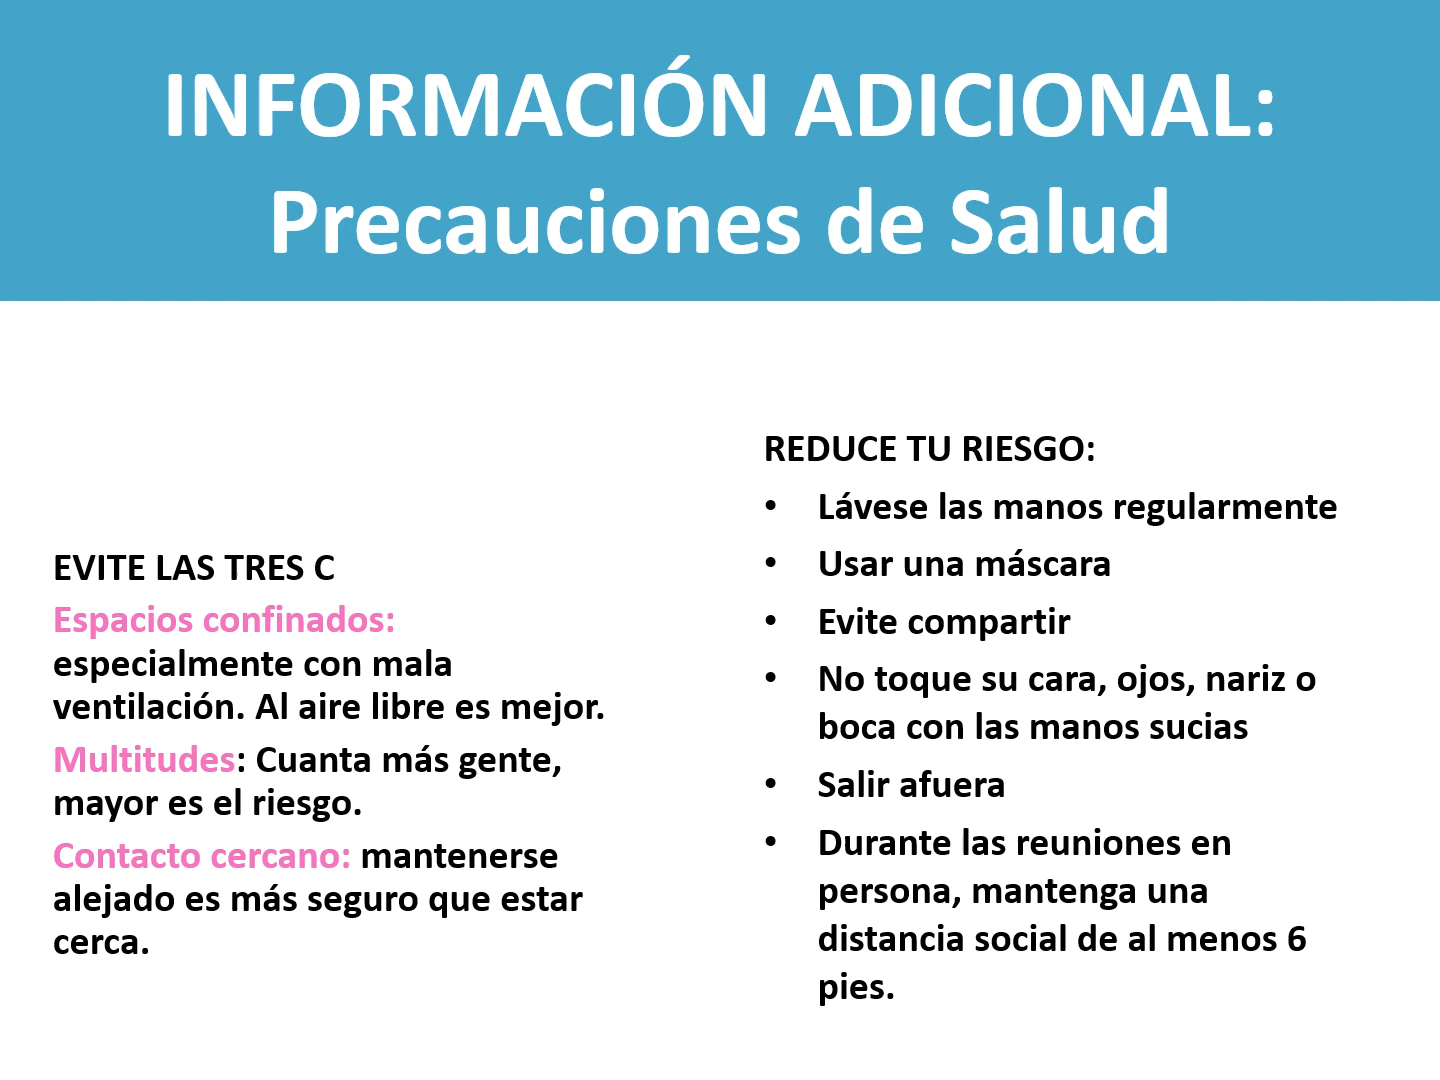 INFORMACIÓN ADICIONAL:
Precauciones de Salud
EVITE LAS TRES C
Espacios confinados:
especialmente con mala
ventilación. Al aire libre es mejor.
Multitudes: Cuanta más gente,
mayor es el riesgo.
Contacto cercano: mantenerse
alejado es más seguro que estar
cerca.
REDUCE TU RIESGO:
• Lávese las manos regularmente
• Usar una máscara
• Evite compartir
• No toque su cara, ojos, nariz o
boca con las manos sucias
• Salir afuera
• Durante las reuniones en
persona, mantenga una
distancia social de al menos 6
pies.